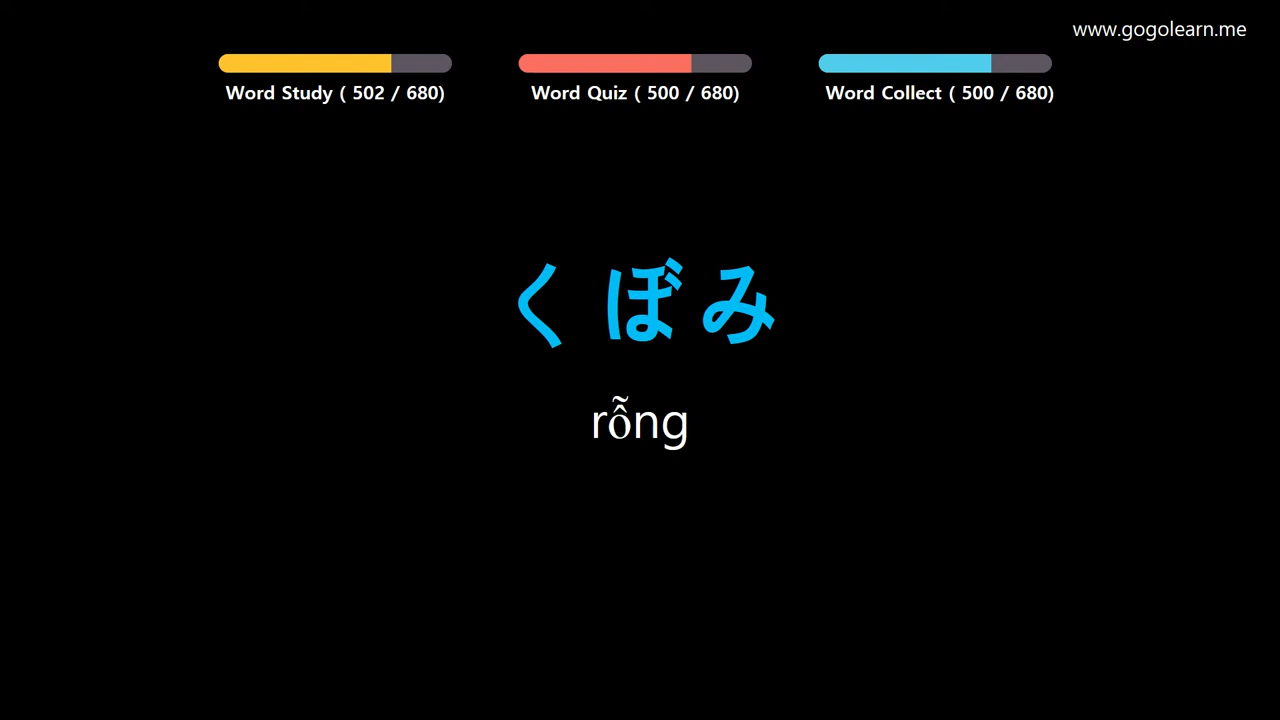 www.gogolearn.me
Word Study ( 502 / 680)
Word Quiz ( 500 / 680)
Word Collect ( 500 / 680)
くぼみ
rỗng